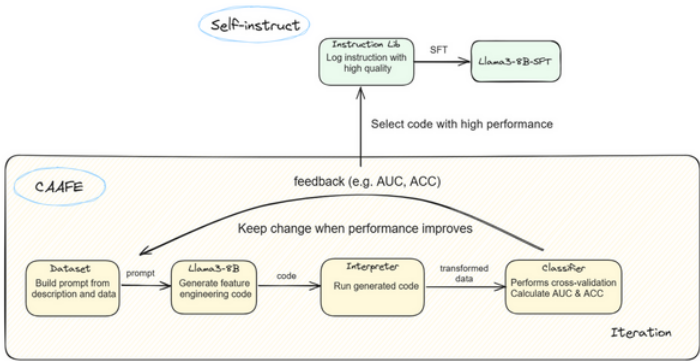 Self-instruct
Instruction Lib
Log instruction with
high quality
SFT
Llama3-8B-SFT
Select code with high performance
CAAFE
feedback (e.g. AUC, ACC)
Keep change when performance improves
Dataset
Build prompt from
description and data
prompt
Llama3-8B
Generate feature
engineering code
code
Interpreter
Run generated code
transformed
data
Classifier
Performs cross-validation
Calculate AUC & ACC
Iteration